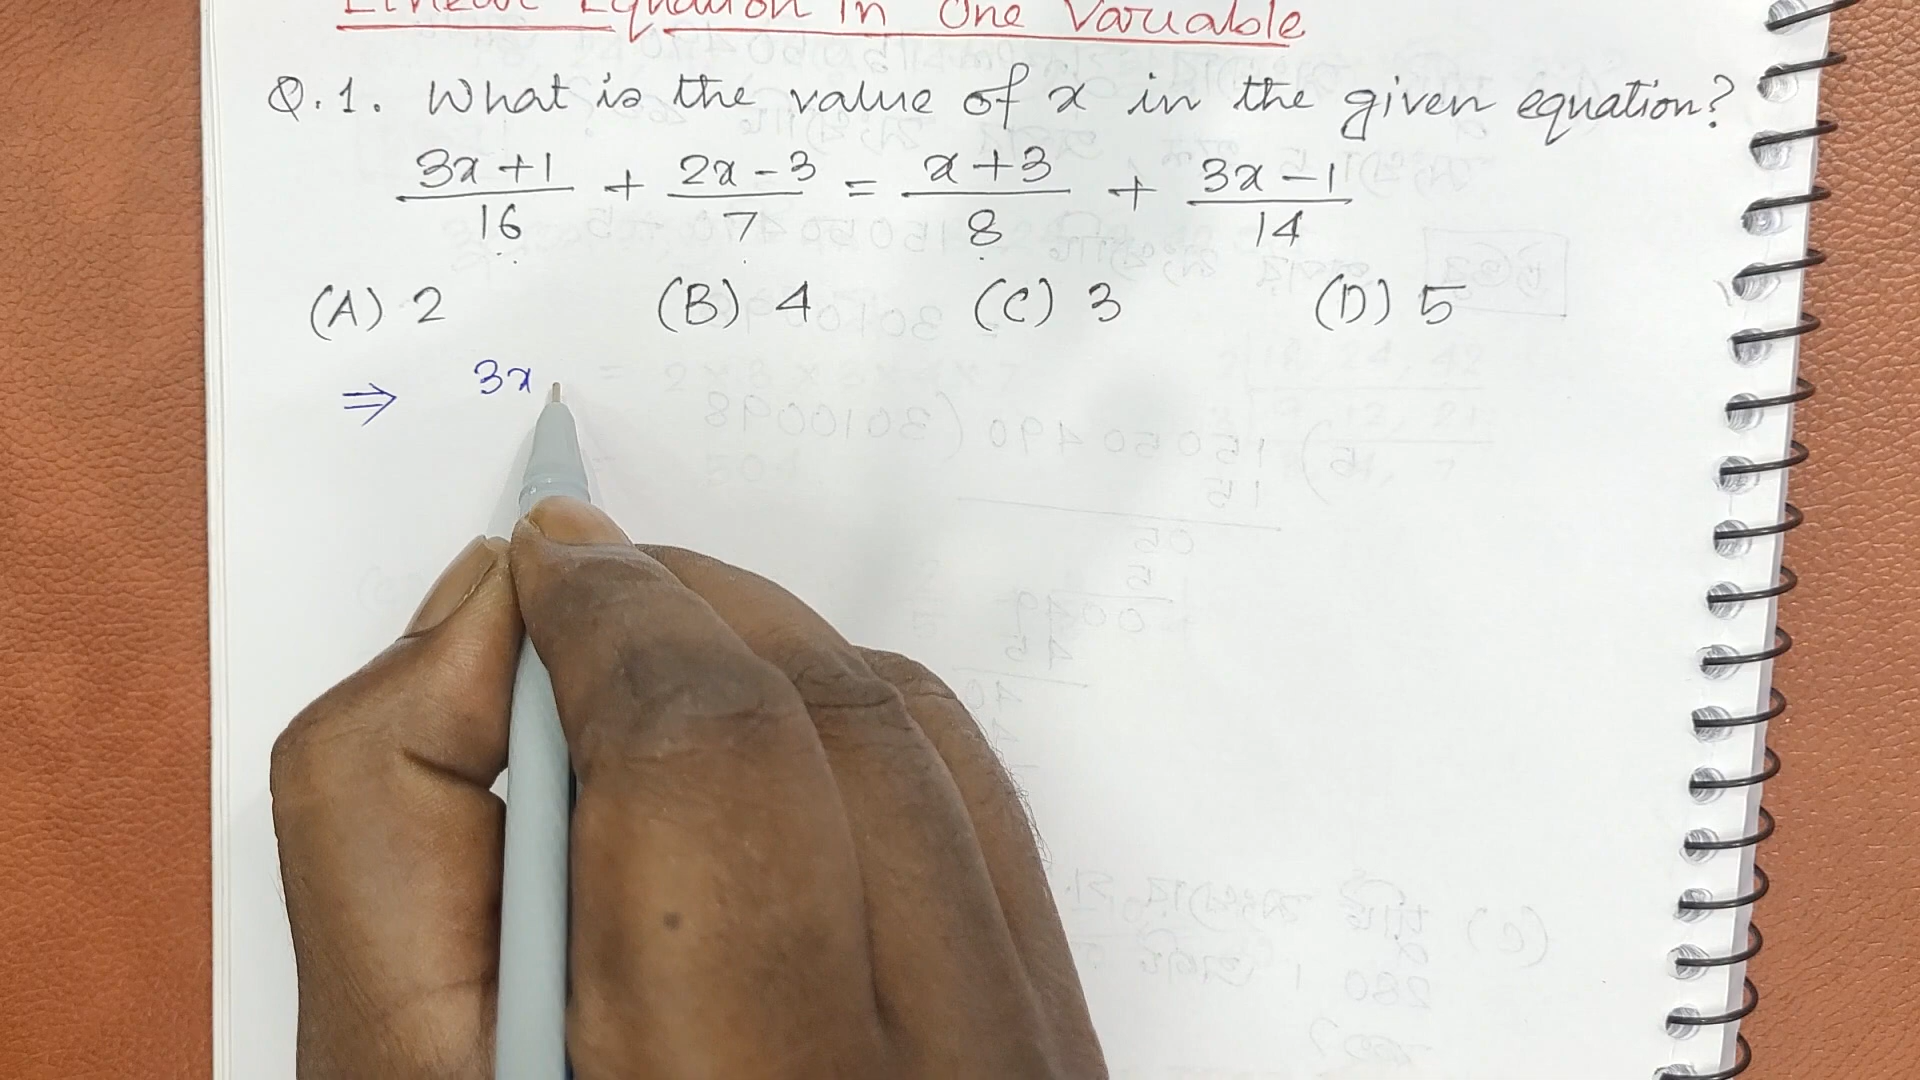 Linear Equation in One Variable
Q.1. What is the value of x in the given equation?
(3x+1)/16 + (2x-3)/7 = (x+3)/8 + (3x-1)/14
(A) 2 (B) 4 (C) 3 (D) 5
⇒ 3x